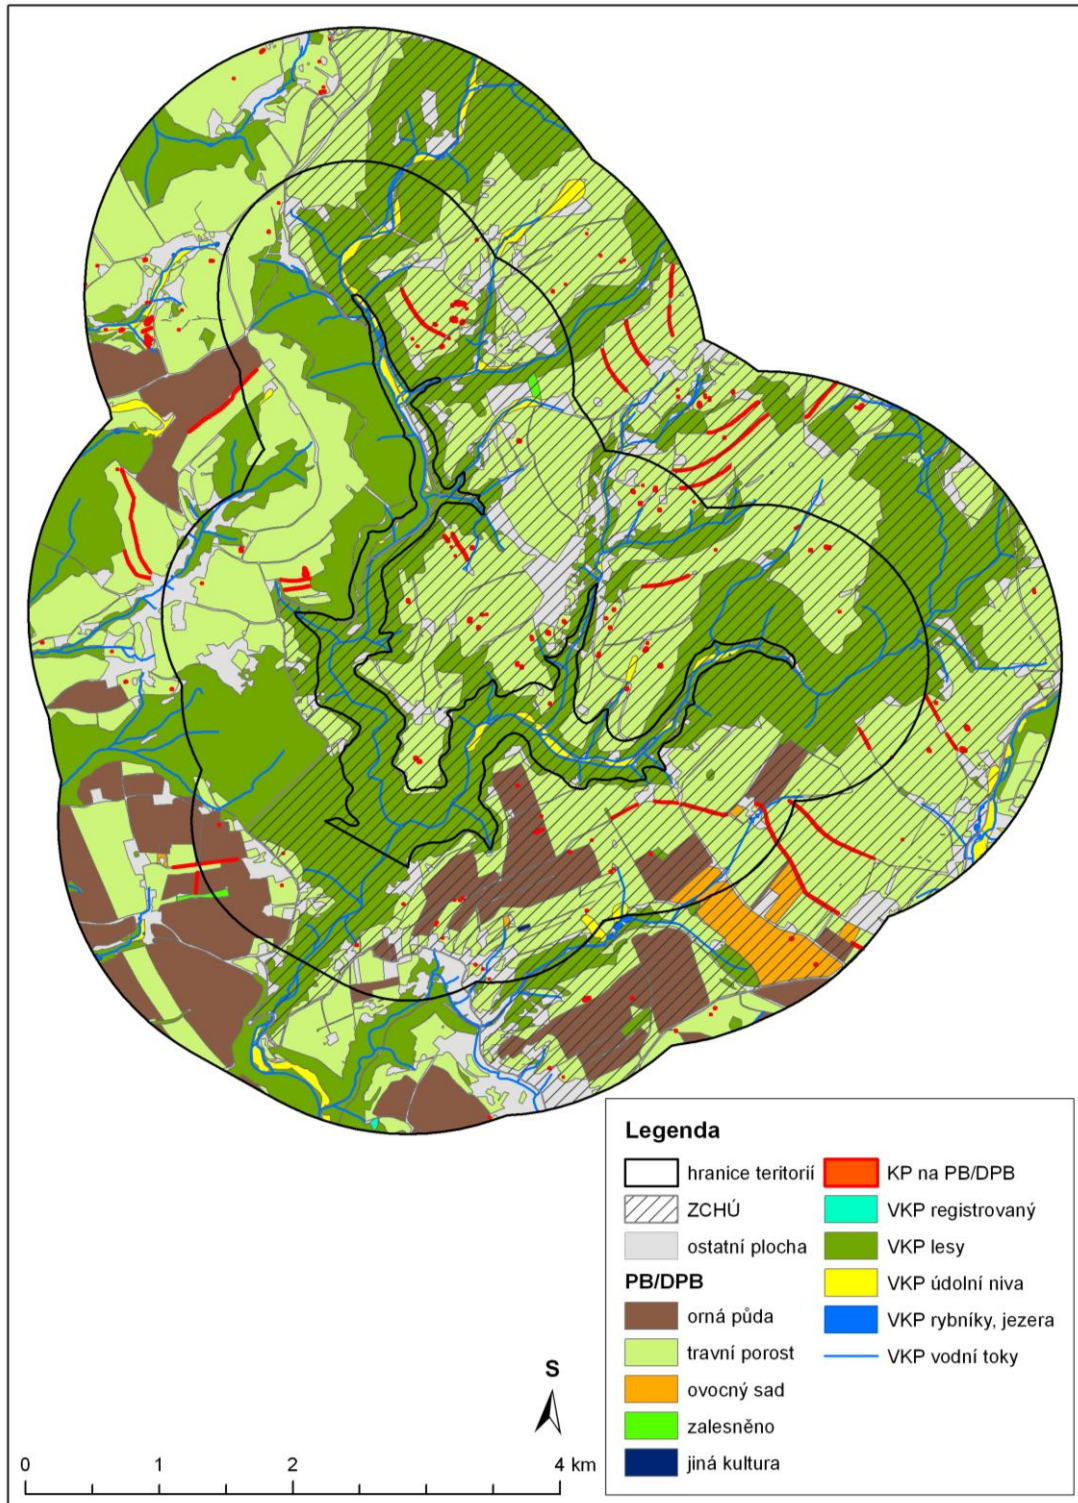 Legenda
hranice teritorií
ZCHÚ
ostatní plocha
PB/DPB
orná půda
travní porost
ovocný sad
zalesněno
jiná kultura
KP na PB/DPB
VKP registrovaný
VKP lesy
VKP údolní niva
VKP rybníky, jezera
VKP vodní toky
S
0 1 2 4 km